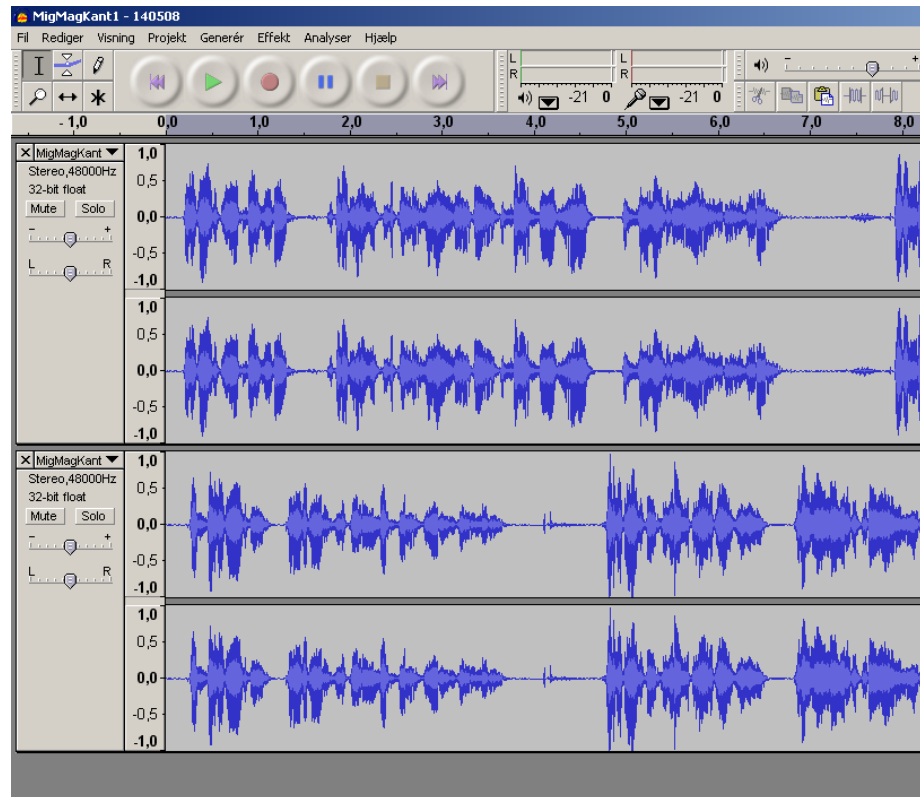 MigMagKant1 - 140508
Fil Rediger Visning Projekt Generér Effekt Analyser Hjælp
L
R
L
R
- +
-21 0
-21 0
- 1,0 0,0 1,0 2,0 3,0 4,0 5,0 6,0 7,0 8,0
MigMagKant
Stereo,48000Hz
32-bit float
Mute Solo
- +
L R
1,0
0,5
0,0
-0,5
-1,0
1,0
0,5
0,0
-0,5
-1,0
MigMagKant
Stereo,48000Hz
32-bit float
Mute Solo
- +
L R
1,0
0,5
0,0
-0,5
-1,0
1,0
0,5
0,0
-0,5
-1,0